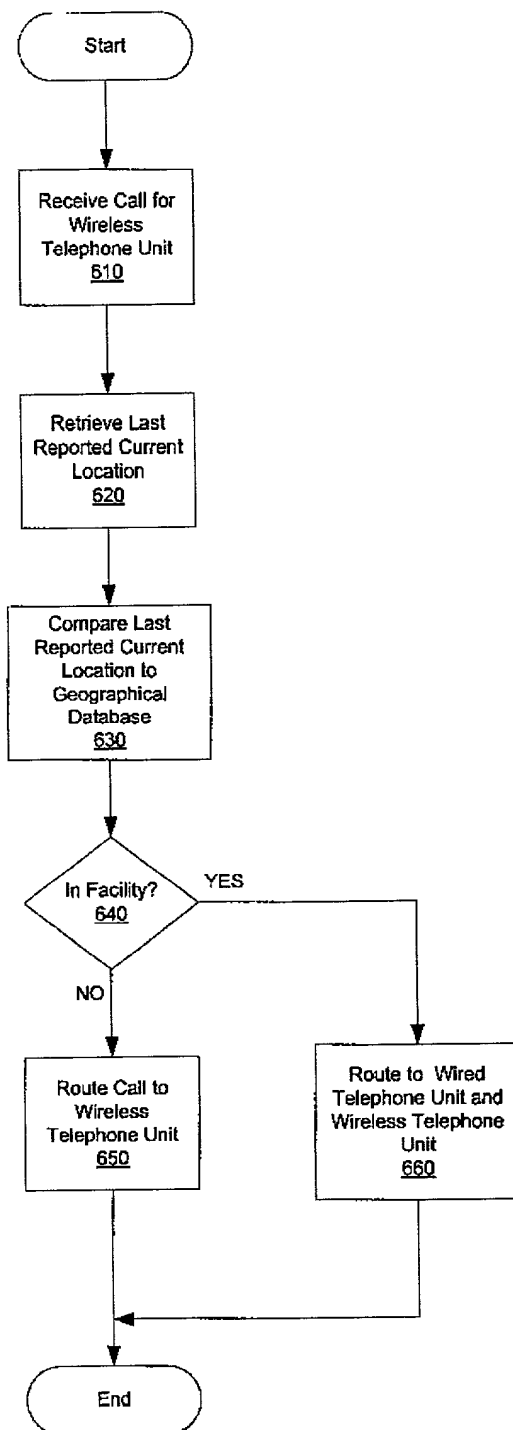 Start
Receive Call for
Wireless
Telephone Unit
610
Retrieve Last
Reported Current
Location
620
Compare Last
Reported Current
Location to
Geographical
Database
630
In Facility?
640
YES
NO
Route Call to
Wireless
Telephone Unit
650
Route to Wired
Telephone Unit and
Wireless Telephone
Unit
660
End